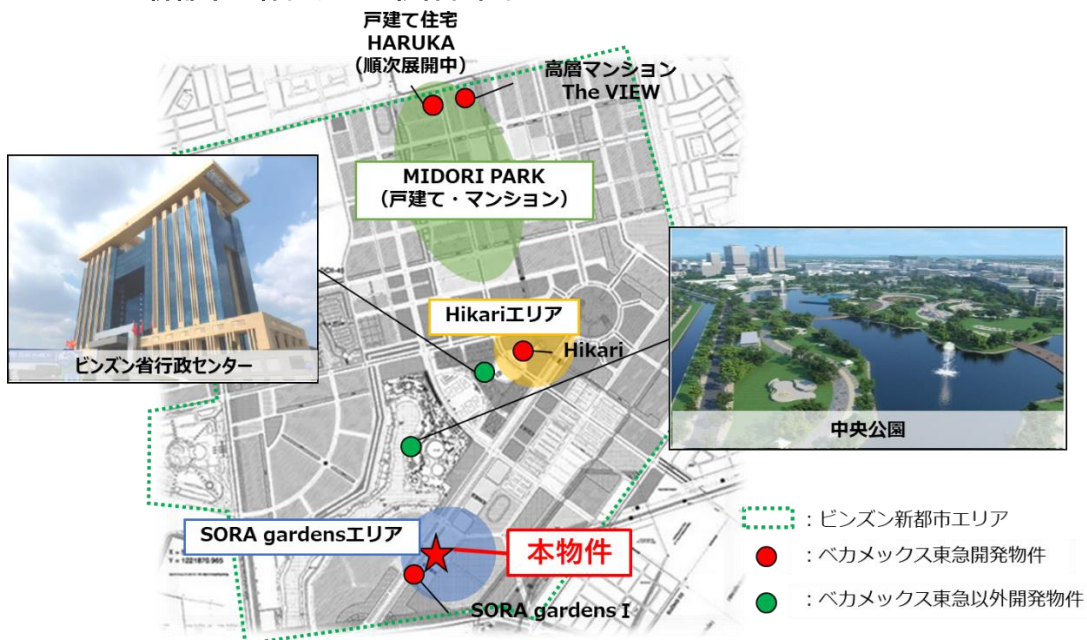 戸建て住宅
HARUKA
（順次展開中）
高層マンション
The VIEW
MIDORI PARK
（戸建て・マンション）
ビンズン省行政センター
Hikariエリア
Hikari
中央公園
SORA gardensエリア
本物件
SORA gardens I
：ビンズン新都市エリア
：ベカメックス東急開発物件
：ベカメックス東急以外開発物件
Y = 1221870.965